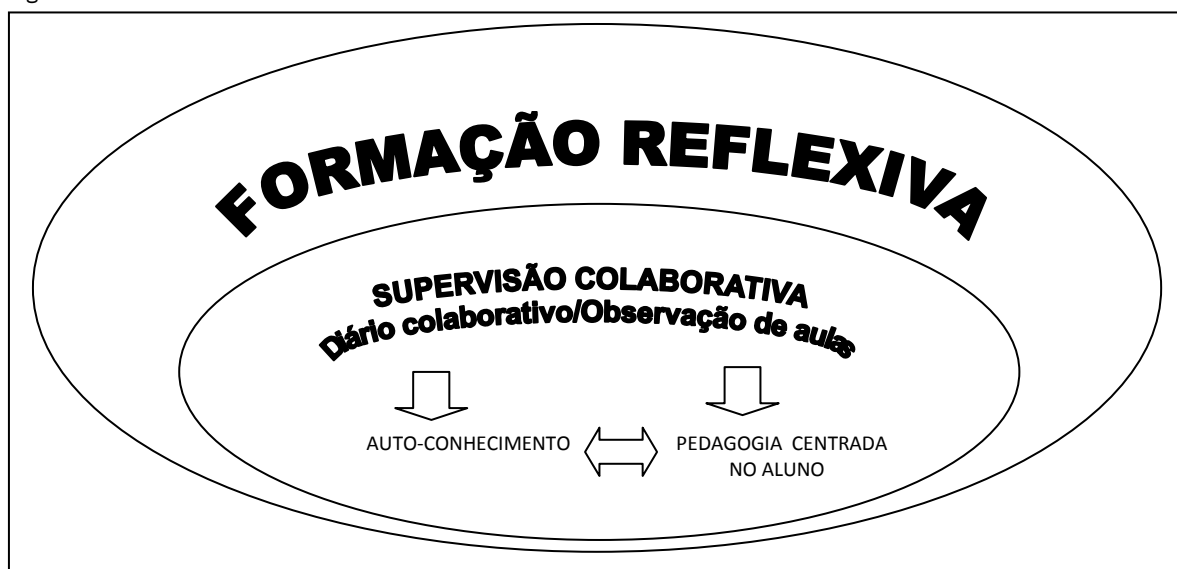 FORMAÇÃO REFLEXIVA
SUPERVISÃO COLABORATIVA
Diário colaborativo/Observação de aulas
AUTO-CONHECIMENTO
PEDAGOGIA CENTRADA
NO ALUNO